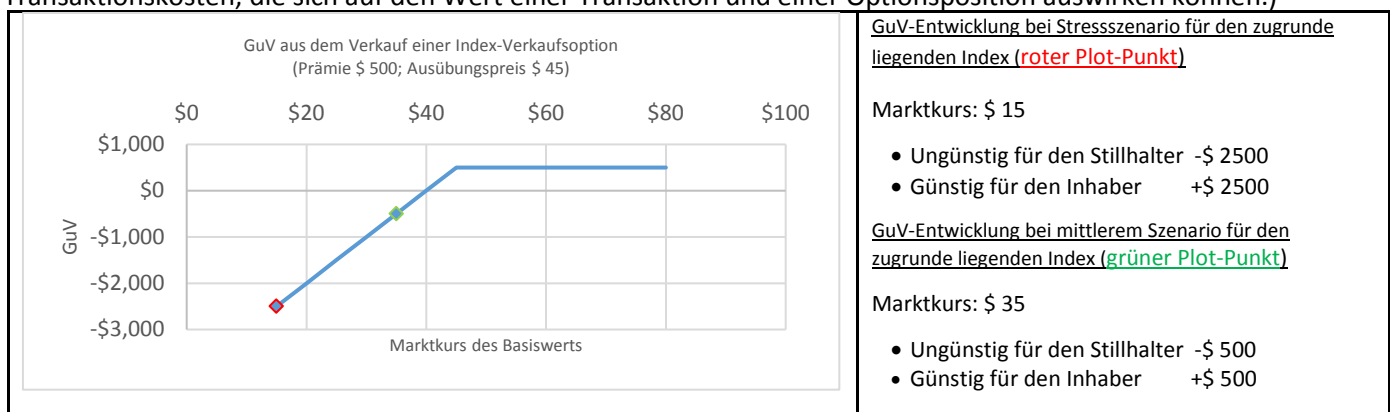 Transaktionskosten, die sich auf den Wert einer Transaktion und einer Optionsposition auswirken können.)
GuV aus dem Verkauf einer Index-Verkaufsoption
(Prämie $ 500; Ausübungspreis $ 45)
$0 $20 $40 $60 $80 $100
$1,000
$0
-$1,000
-$2,000
-$3,000
GuV
Marktkurs des Basiswerts
GuV-Entwicklung bei Stressszenario für den zugrunde
liegenden Index (roter Plot-Punkt)
Marktkurs: $ 15
• Ungünstig für den Stillhalter -$ 2500
• Günstig für den Inhaber +$ 2500
GuV-Entwicklung bei mittlerem Szenario für den
zugrunde liegenden Index (grüner Plot-Punkt)
Marktkurs: $ 35
• Ungünstig für den Stillhalter -$ 500
• Günstig für den Inhaber +$ 500